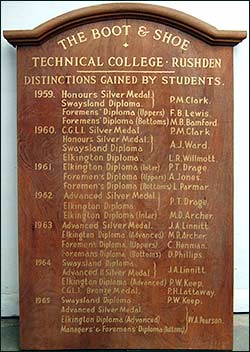 THE BOOT & SHOE
TECHNICAL COLLEGE · RUSHDEN
DISTINCTIONS GAINED BY STUDENTS.
1959. Honours Silver Medal.
Swaysland Diploma. P.M.Clark.
Foremens Diploma (Uppers) F.B.Lewis.
Foremens Diploma (Bottoms) M.B.Bamford.
1960. C.G.L.I. Silver Medal P.M.Clark.
Honours Silver Medal.
Swaysland Diploma A.J.Ward.
Elkington Diploma. L.R.Willmott.
1961 Elkington Diploma (Inter) P.T.Drage.
Foremen's Diploma (Uppers) A.Jones.
Foremen's Diploma (Bottoms) L.Parmar
1962 Advanced Silver Medal
Elkington Diploma. P.T.Drage.
Elkington Diploma (Inter) M.D.Archer
1963 Advanced Silver Medal. J.A.Linnitt.
Elkington Diploma (Advanced) M.D.Archer.
Foremans Diploma (Uppers) C.Henman.
Foremans Diploma (Bottoms) D.Phillips.
1964 Swaysland Diploma.
Advanced Silver Medal J.A.Linnitt.
Elkington Diploma (Advanced) P.W.Keep.
C.G.L.I Bronze Medal. P.R.Lattaway.
1965 Swaysland Diploma P.W.Keep.
Advanced Silver Medal.
Elkington Diploma (Advanced) W.J.Pearson.
Managers & Foremen's Diploma (Bottoms)